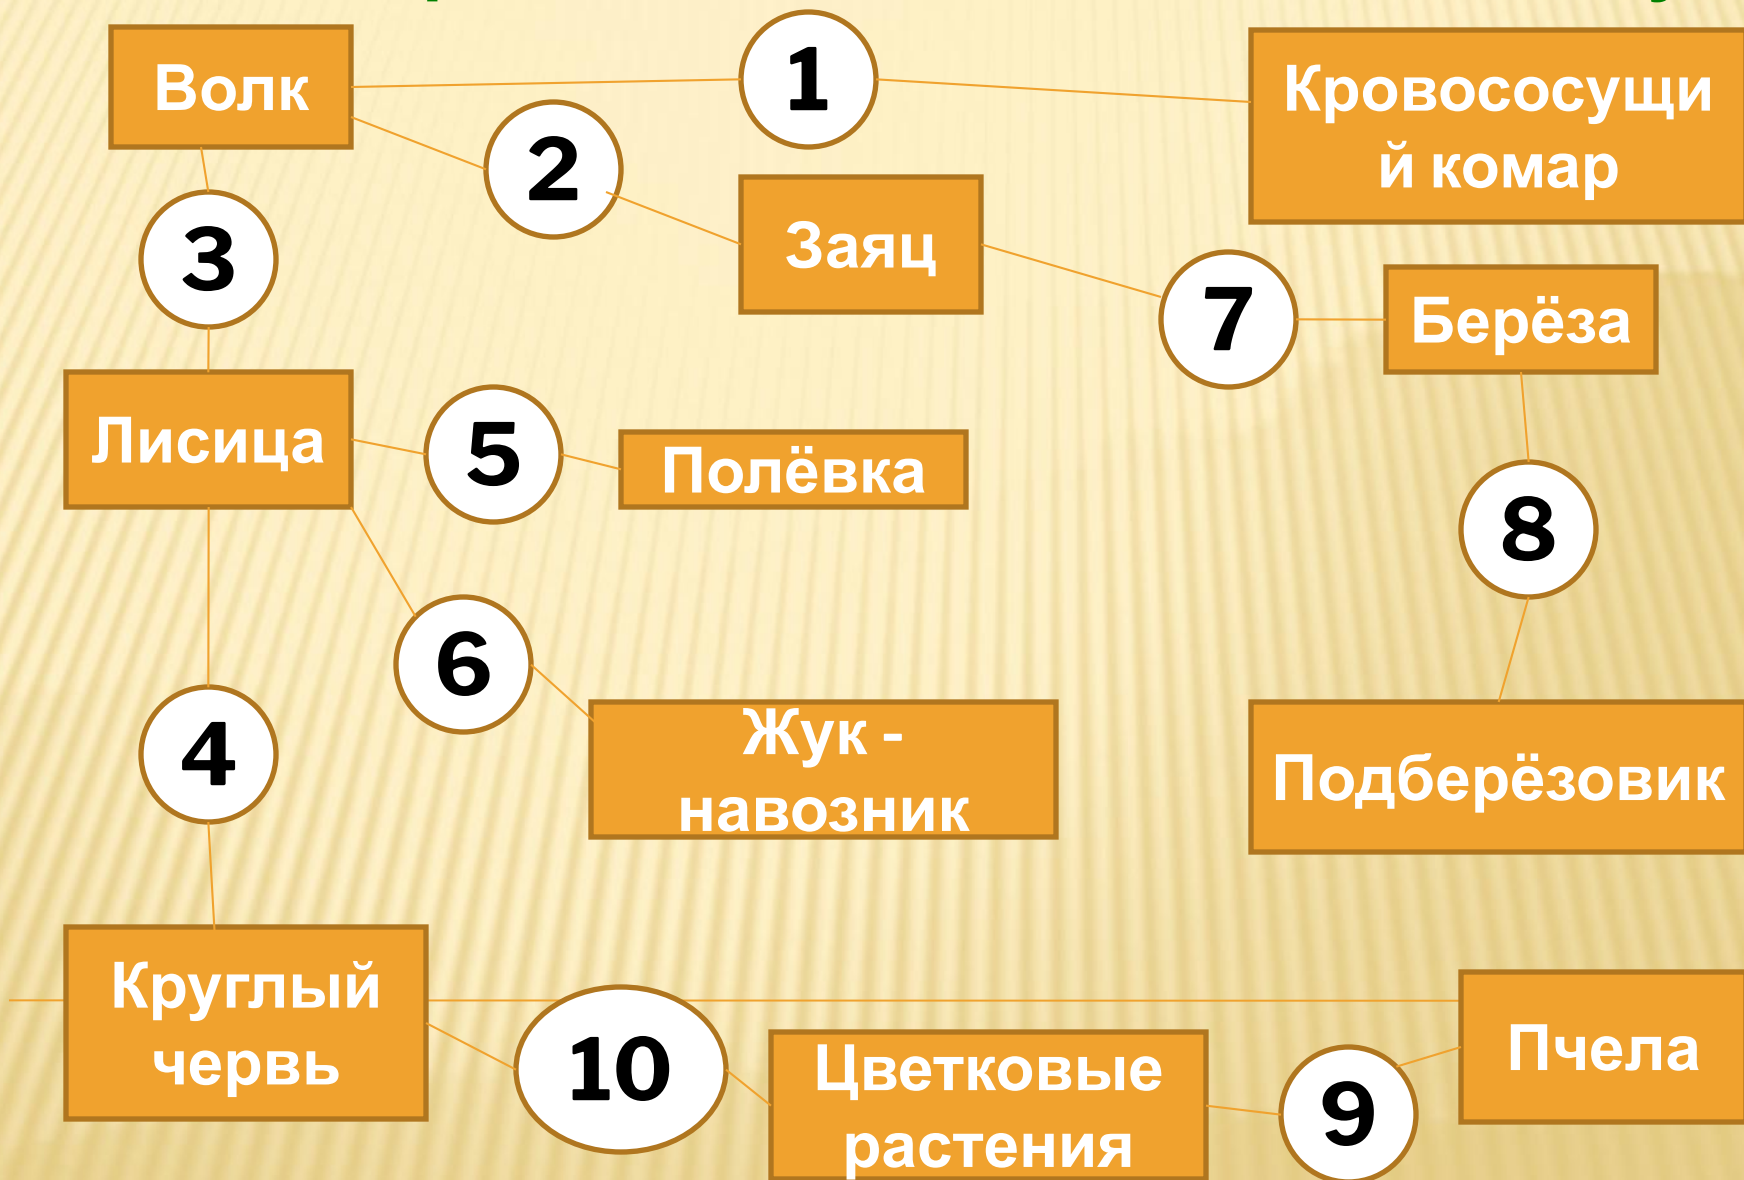 Волк
1
Кровососущи
й комар
2
Заяц
3
7
Берёза
Лисица
5
Полёвка
8
6
4
Жук -
навозник
Подберёзовик
Круглый
червь
10
Цветковые
растения
9
Пчела